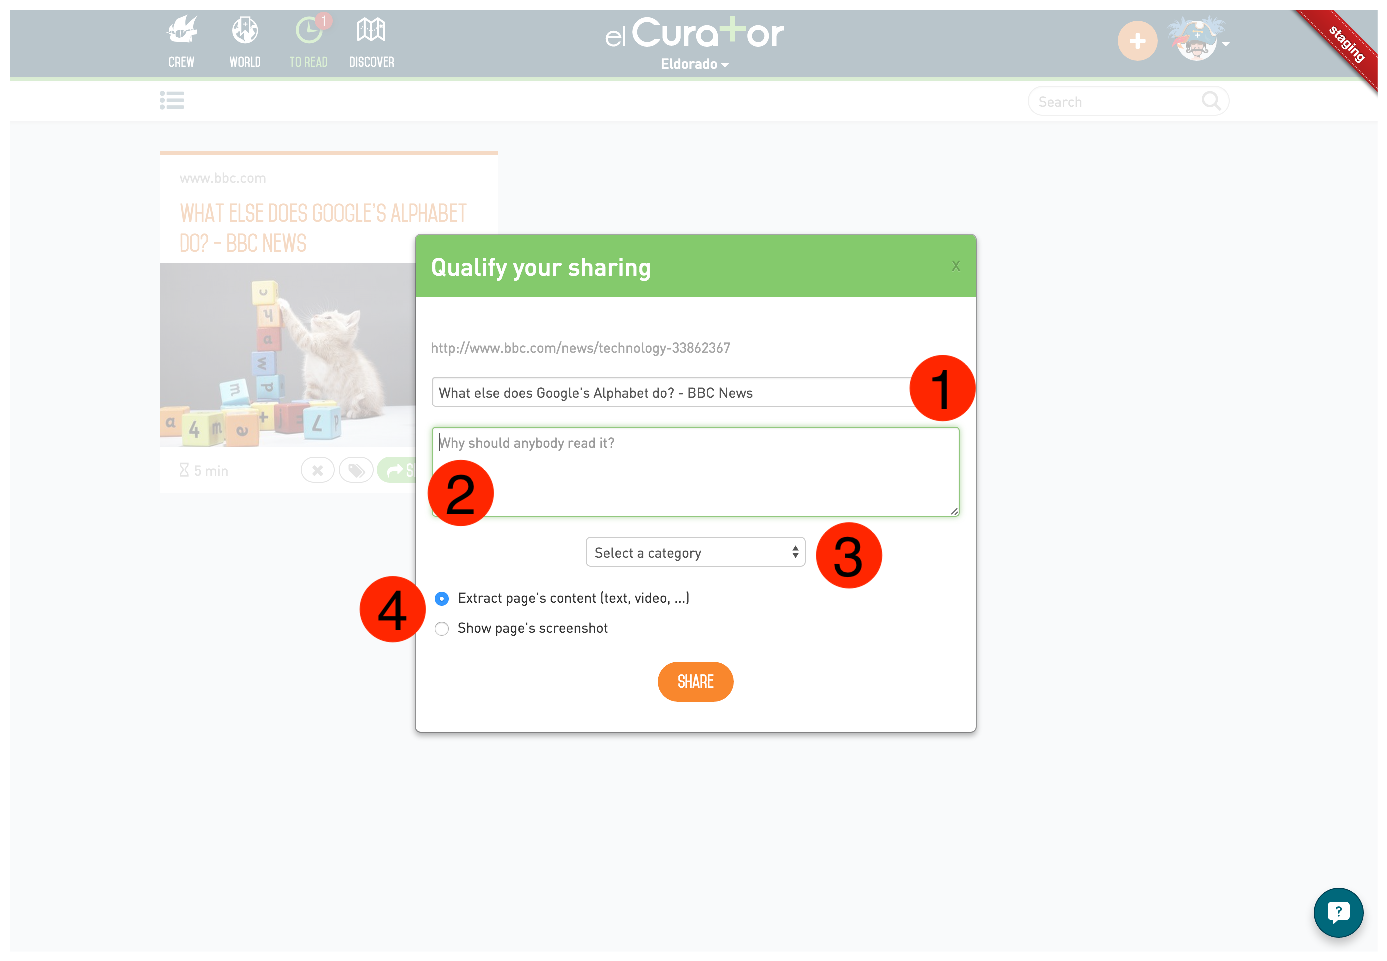 CREW
WORLD
1
TO READ
DISCOVER
el Curator
Eldorado
staging
Search
www.bbc.com
WHAT ELSE DOES GOOGLE'S ALPHABET
DO? - BBC NEWS
5 min
S
Qualify your sharing
x
http://www.bbc.com/news/technology-33862367
What else does Google's Alphabet do? - BBC News
1
Why should anybody read it?
2
Select a category
3
4
Extract page's content (text, video, ...)
Show page's screenshot
SHARE